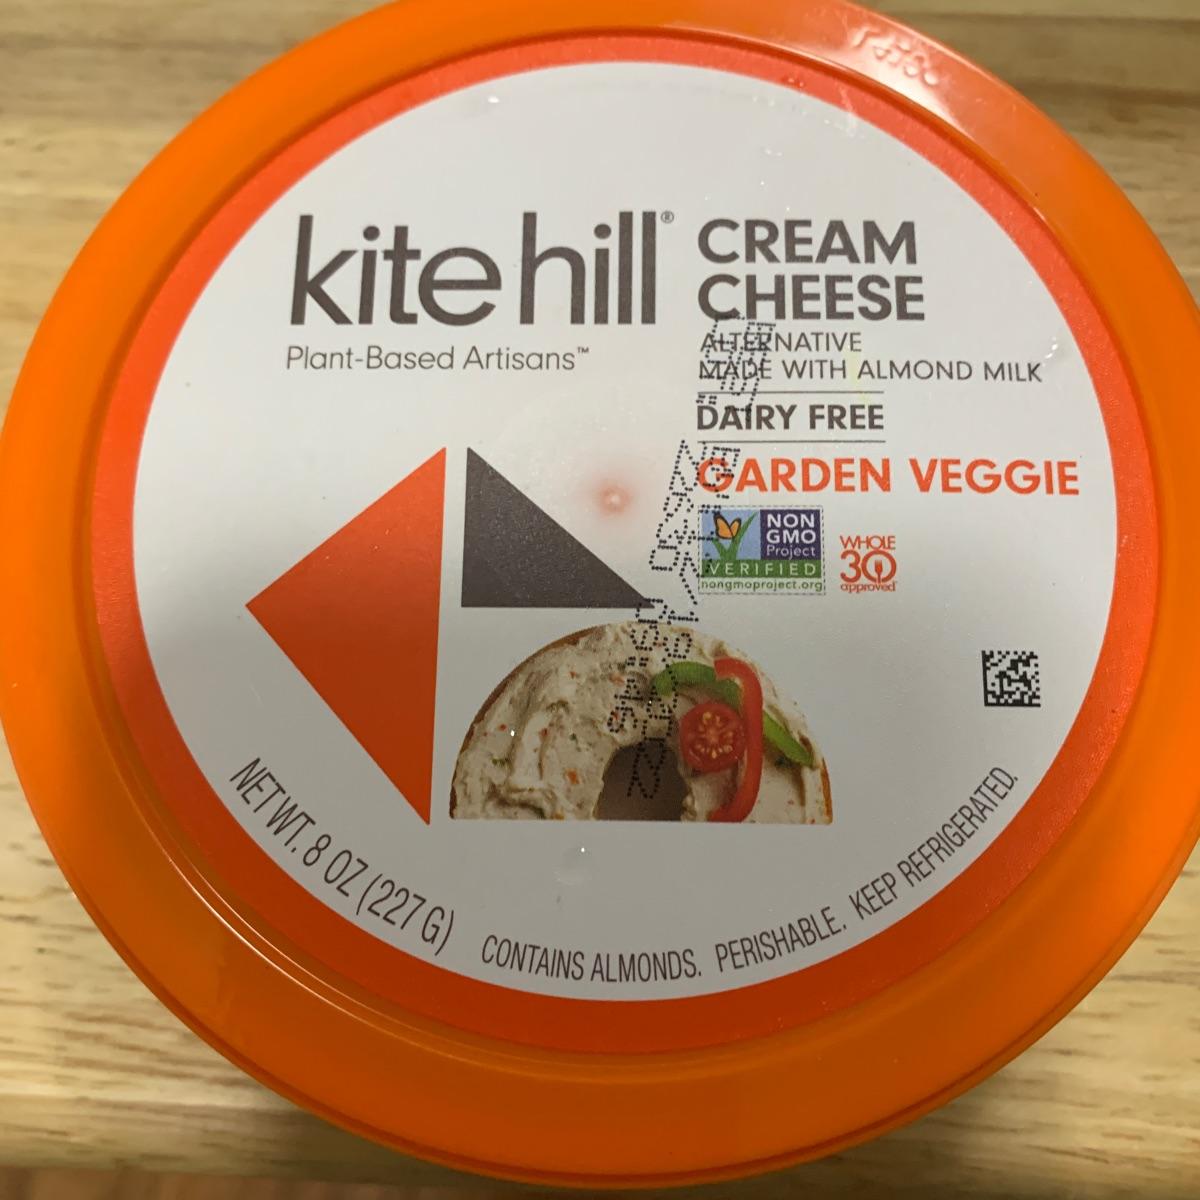 kite hill®
Plant-Based Artisans™
CREAM
CHEESE
ALTERNATIVE
MADE WITH ALMOND MILK
DAIRY FREE
GARDEN VEGGIE
NON
GMO
Project
VERIFIED
nongmoproject.org
WHOLE
30
approved
NET WT. 8 OZ (227 G)
CONTAINS ALMONDS. PERISHABLE. KEEP REFRIGERATED.